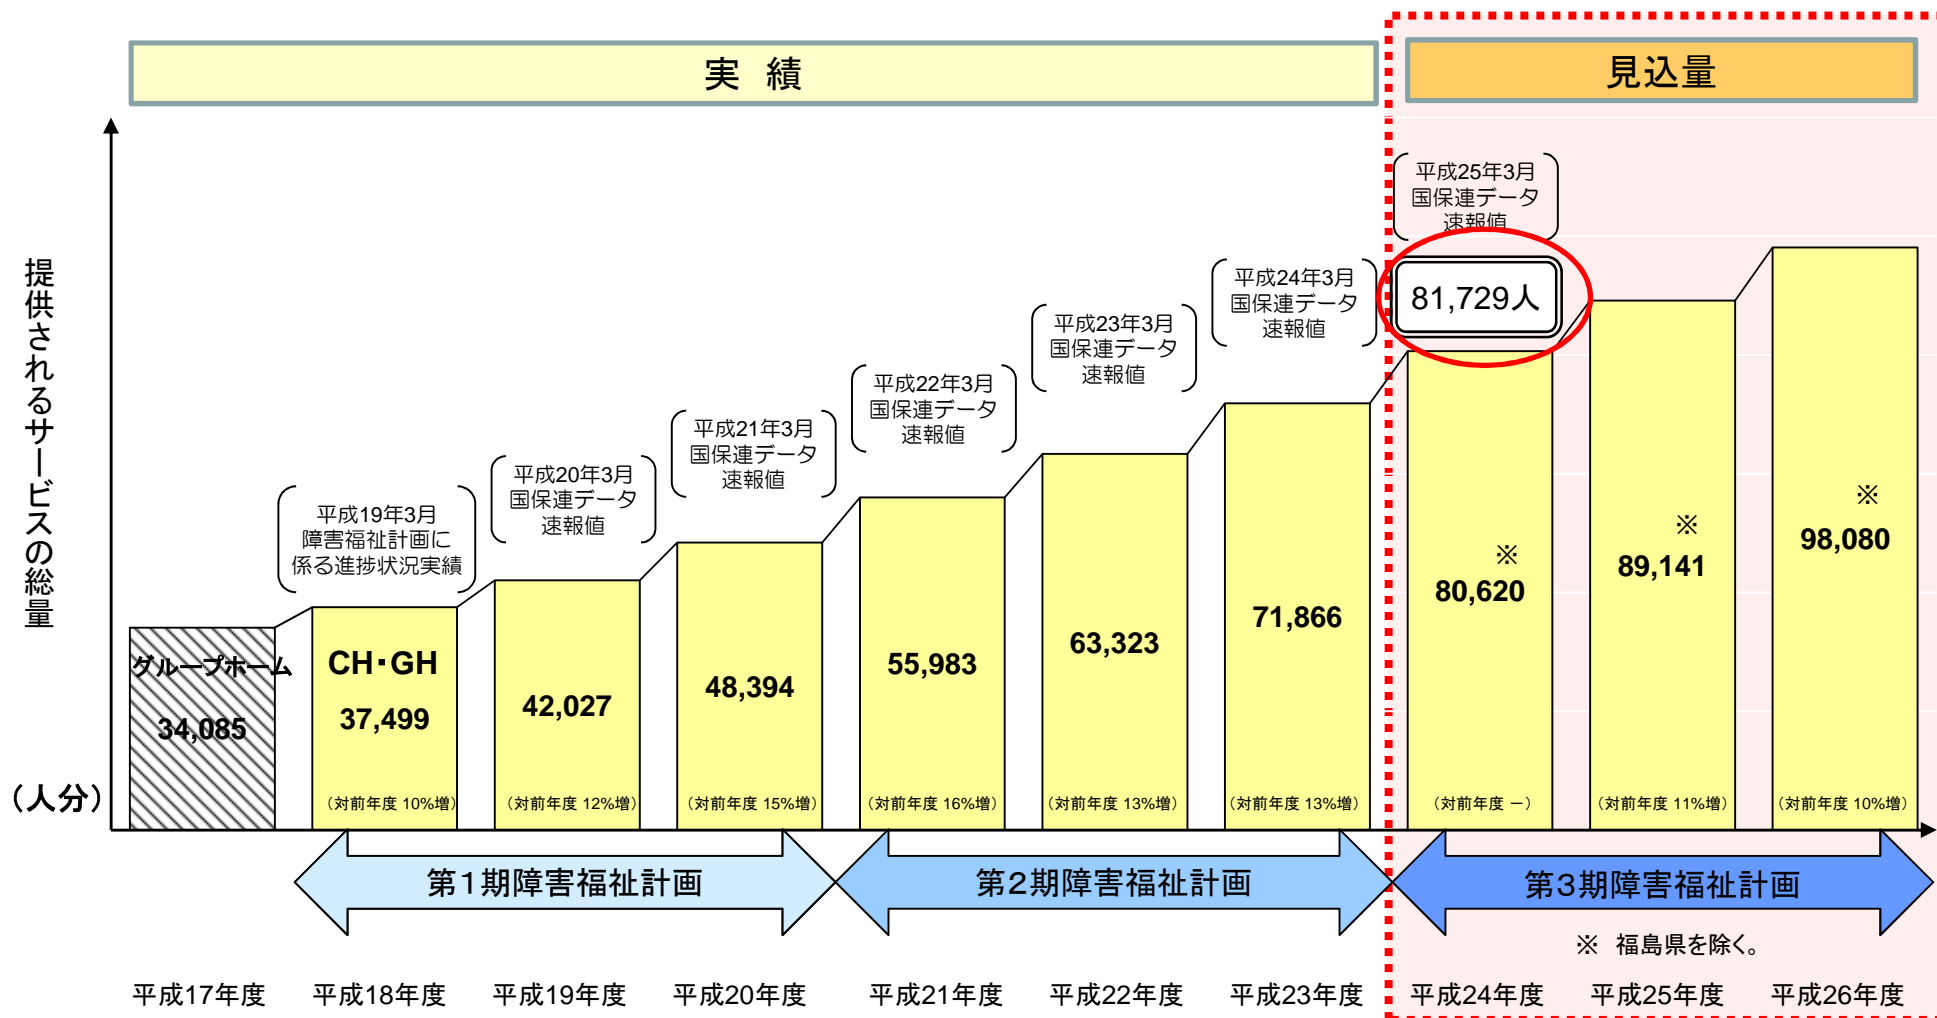 実 績
見込量
提供されるサービスの総量
（人分）
平成19年3月
障害福祉計画に
係る進捗状況実績
平成20年3月
国保連データ
速報値
平成21年3月
国保連データ
速報値
平成22年3月
国保連データ
速報値
平成23年3月
国保連データ
速報値
平成24年3月
国保連データ
速報値
平成25年3月
国保連データ
速報値
81,729人
グループホーム
34,085
CH・GH
37,499
（対前年度 10%増）
42,027
（対前年度 12%増）
48,394
（対前年度 15%増）
55,983
（対前年度 16%増）
63,323
（対前年度 13%増）
71,866
（対前年度 13%増）
※
80,620
（対前年度 －）
※
89,141
（対前年度 11%増）
※
98,080
（対前年度 10%増）
第１期障害福祉計画
第２期障害福祉計画
第３期障害福祉計画
※ 福島県を除く。
平成17年度
平成18年度
平成19年度
平成20年度
平成21年度
平成22年度
平成23年度
平成24年度
平成25年度
平成26年度